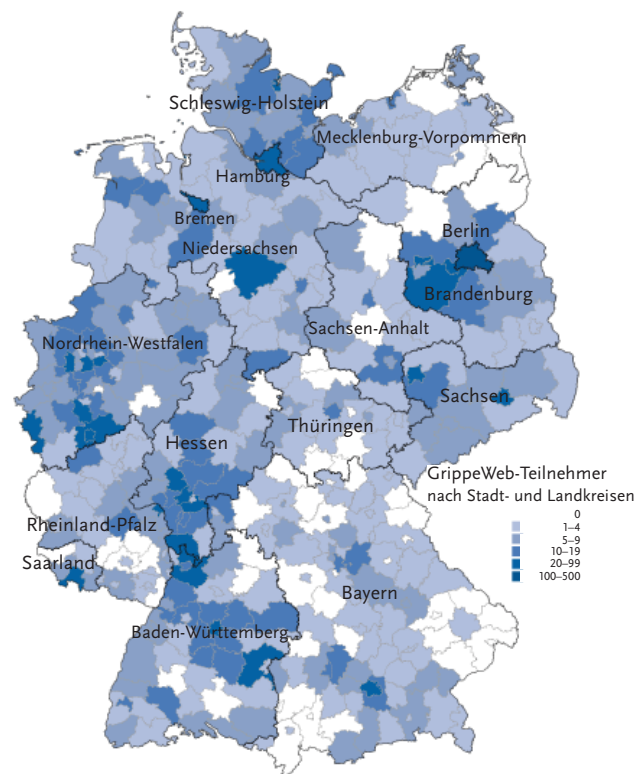 Schleswig-Holstein
Mecklenburg-Vorpommern
Hamburg
Bremen
Berlin
Niedersachsen
Brandenburg
Sachsen-Anhalt
Nordrhein-Westfalen
Sachsen
Thüringen
Hessen
GrippeWeb-Teilnehmer
nach Stadt- und Landkreisen
0
1–4
5–9
10–19
20–99
100–500
Rheinland-Pfalz
Saarland
Bayern
Baden-Württemberg